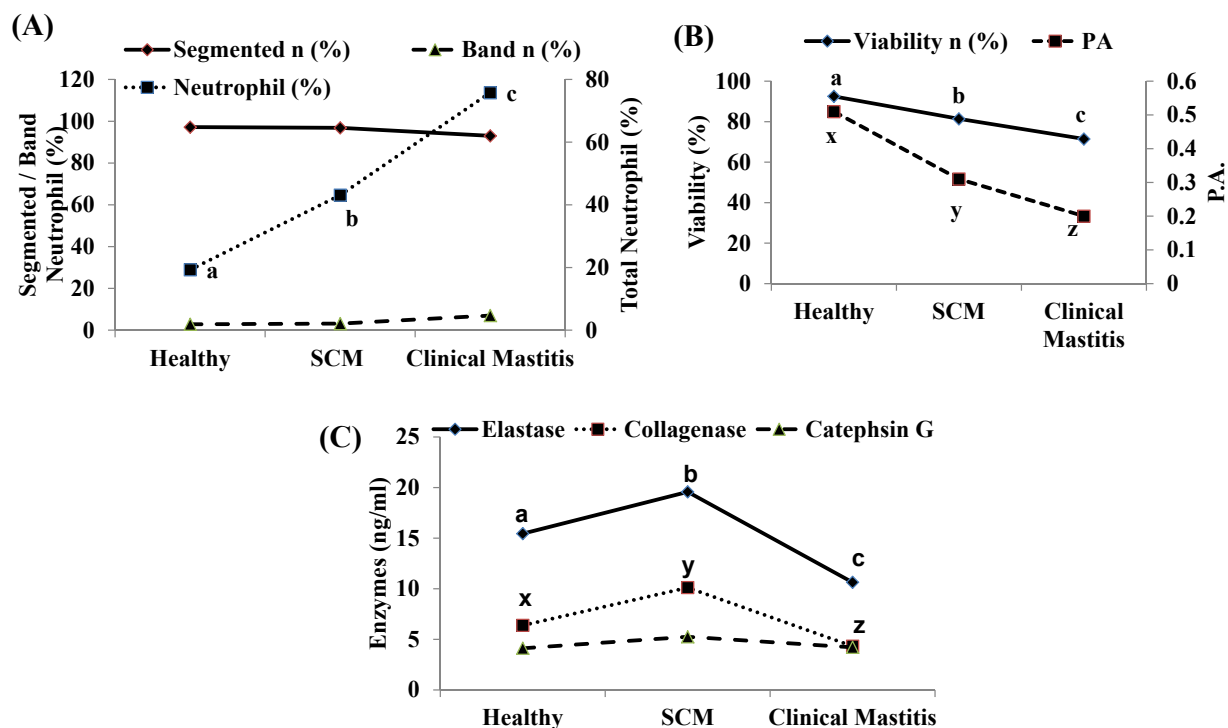 (A)
Segmented n (%) Band n (%)
Neutrophil (%)
Segmented / Band
Neutrophil (%)
120
100
80
60
40
20
0
80
60
40
20
0
Total Neutrophil (%)
a
b
c
Healthy SCM Clinical Mastitis
(B)
Viability n (%) PA
Viability (%)
100
80
60
40
20
0
0.6
0.5
0.4
0.3
0.2
0.1
0
P.A.
a
b
c
x
y
z
Healthy SCM Clinical
Mastitis
(C)
Elastase Collagenase Catephsin G
Enzymes (ng/ml)
25
20
15
10
5
0
a
b
c
x
y
z
Healthy SCM Clinical Mastitis